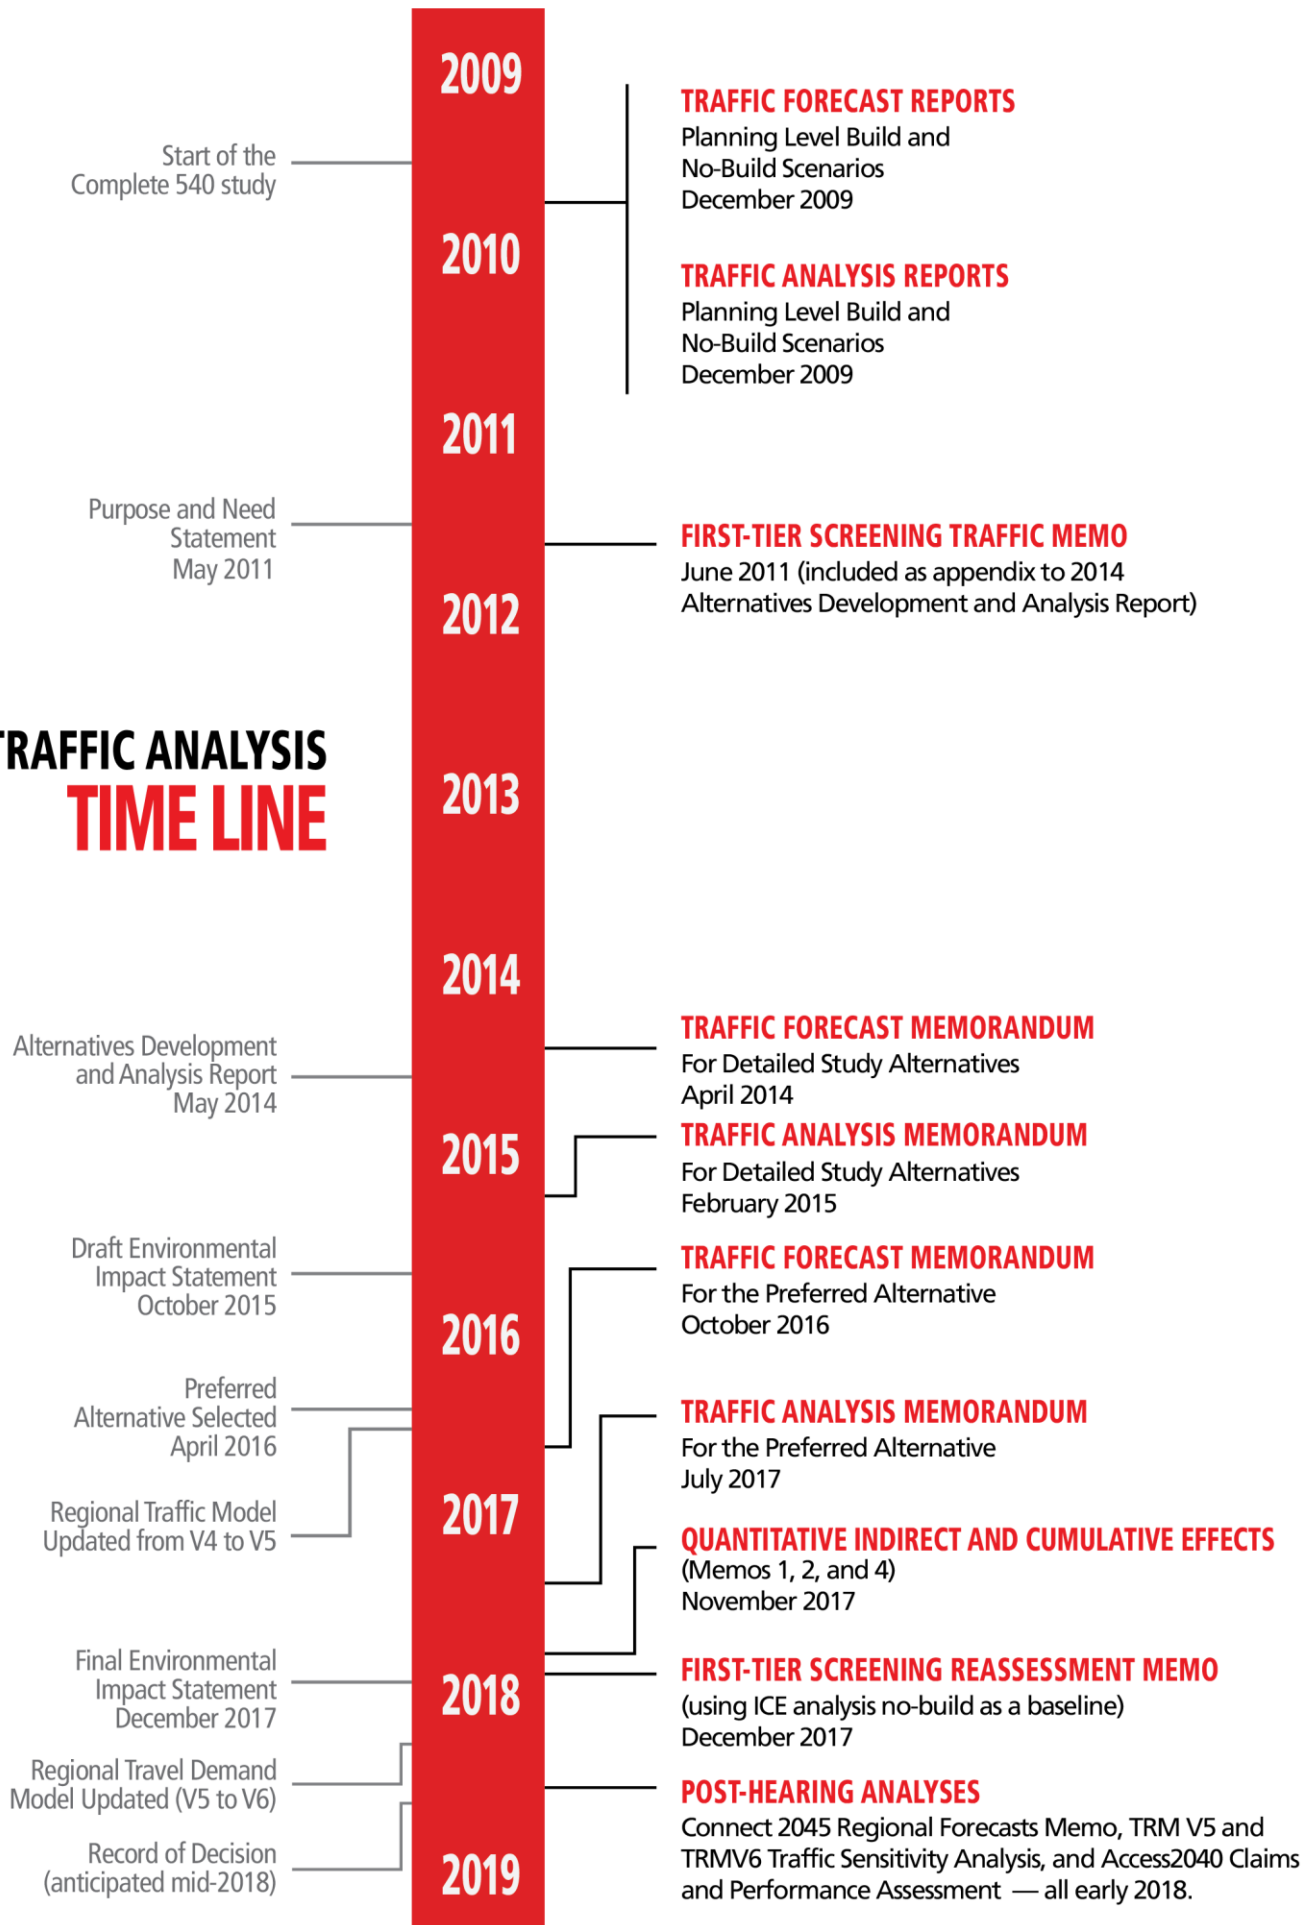 2009
TRAFFIC FORECAST REPORTS
Planning Level Build and
No-Build Scenarios
December 2009
Start of the
Complete 540 study
2010
TRAFFIC ANALYSIS REPORTS
Planning Level Build and
No-Build Scenarios
December 2009
2011
Purpose and Need
Statement
May 2011
FIRST-TIER SCREENING TRAFFIC MEMO
June 2011 (included as appendix to 2014
Alternatives Development and Analysis Report)
2012
TRAFFIC ANALYSIS
TIME LINE
2013
2014
Alternatives Development
and Analysis Report
May 2014
TRAFFIC FORECAST MEMORANDUM
For Detailed Study Alternatives
April 2014
2015
TRAFFIC ANALYSIS MEMORANDUM
For Detailed Study Alternatives
February 2015
Draft Environmental
Impact Statement
October 2015
TRAFFIC FORECAST MEMORANDUM
For the Preferred Alternative
October 2016
2016
Preferred
Alternative Selected
April 2016
TRAFFIC ANALYSIS MEMORANDUM
For the Preferred Alternative
July 2017
Regional Traffic Model
Updated from V4 to V5
2017
QUANTITATIVE INDIRECT AND CUMULATIVE EFFECTS
(Memos 1, 2, and 4)
November 2017
Final Environmental
Impact Statement
December 2017
2018
FIRST-TIER SCREENING REASSESSMENT MEMO
(using ICE analysis no-build as a baseline)
December 2017
Regional Travel Demand
Model Updated (V5 to V6)
POST-HEARING ANALYSES
Connect 2045 Regional Forecasts Memo, TRM V5 and
TRMV6 Traffic Sensitivity Analysis, and Access2040 Claims
and Performance Assessment — all early 2018.
Record of Decision
(anticipated mid-2018)
2019